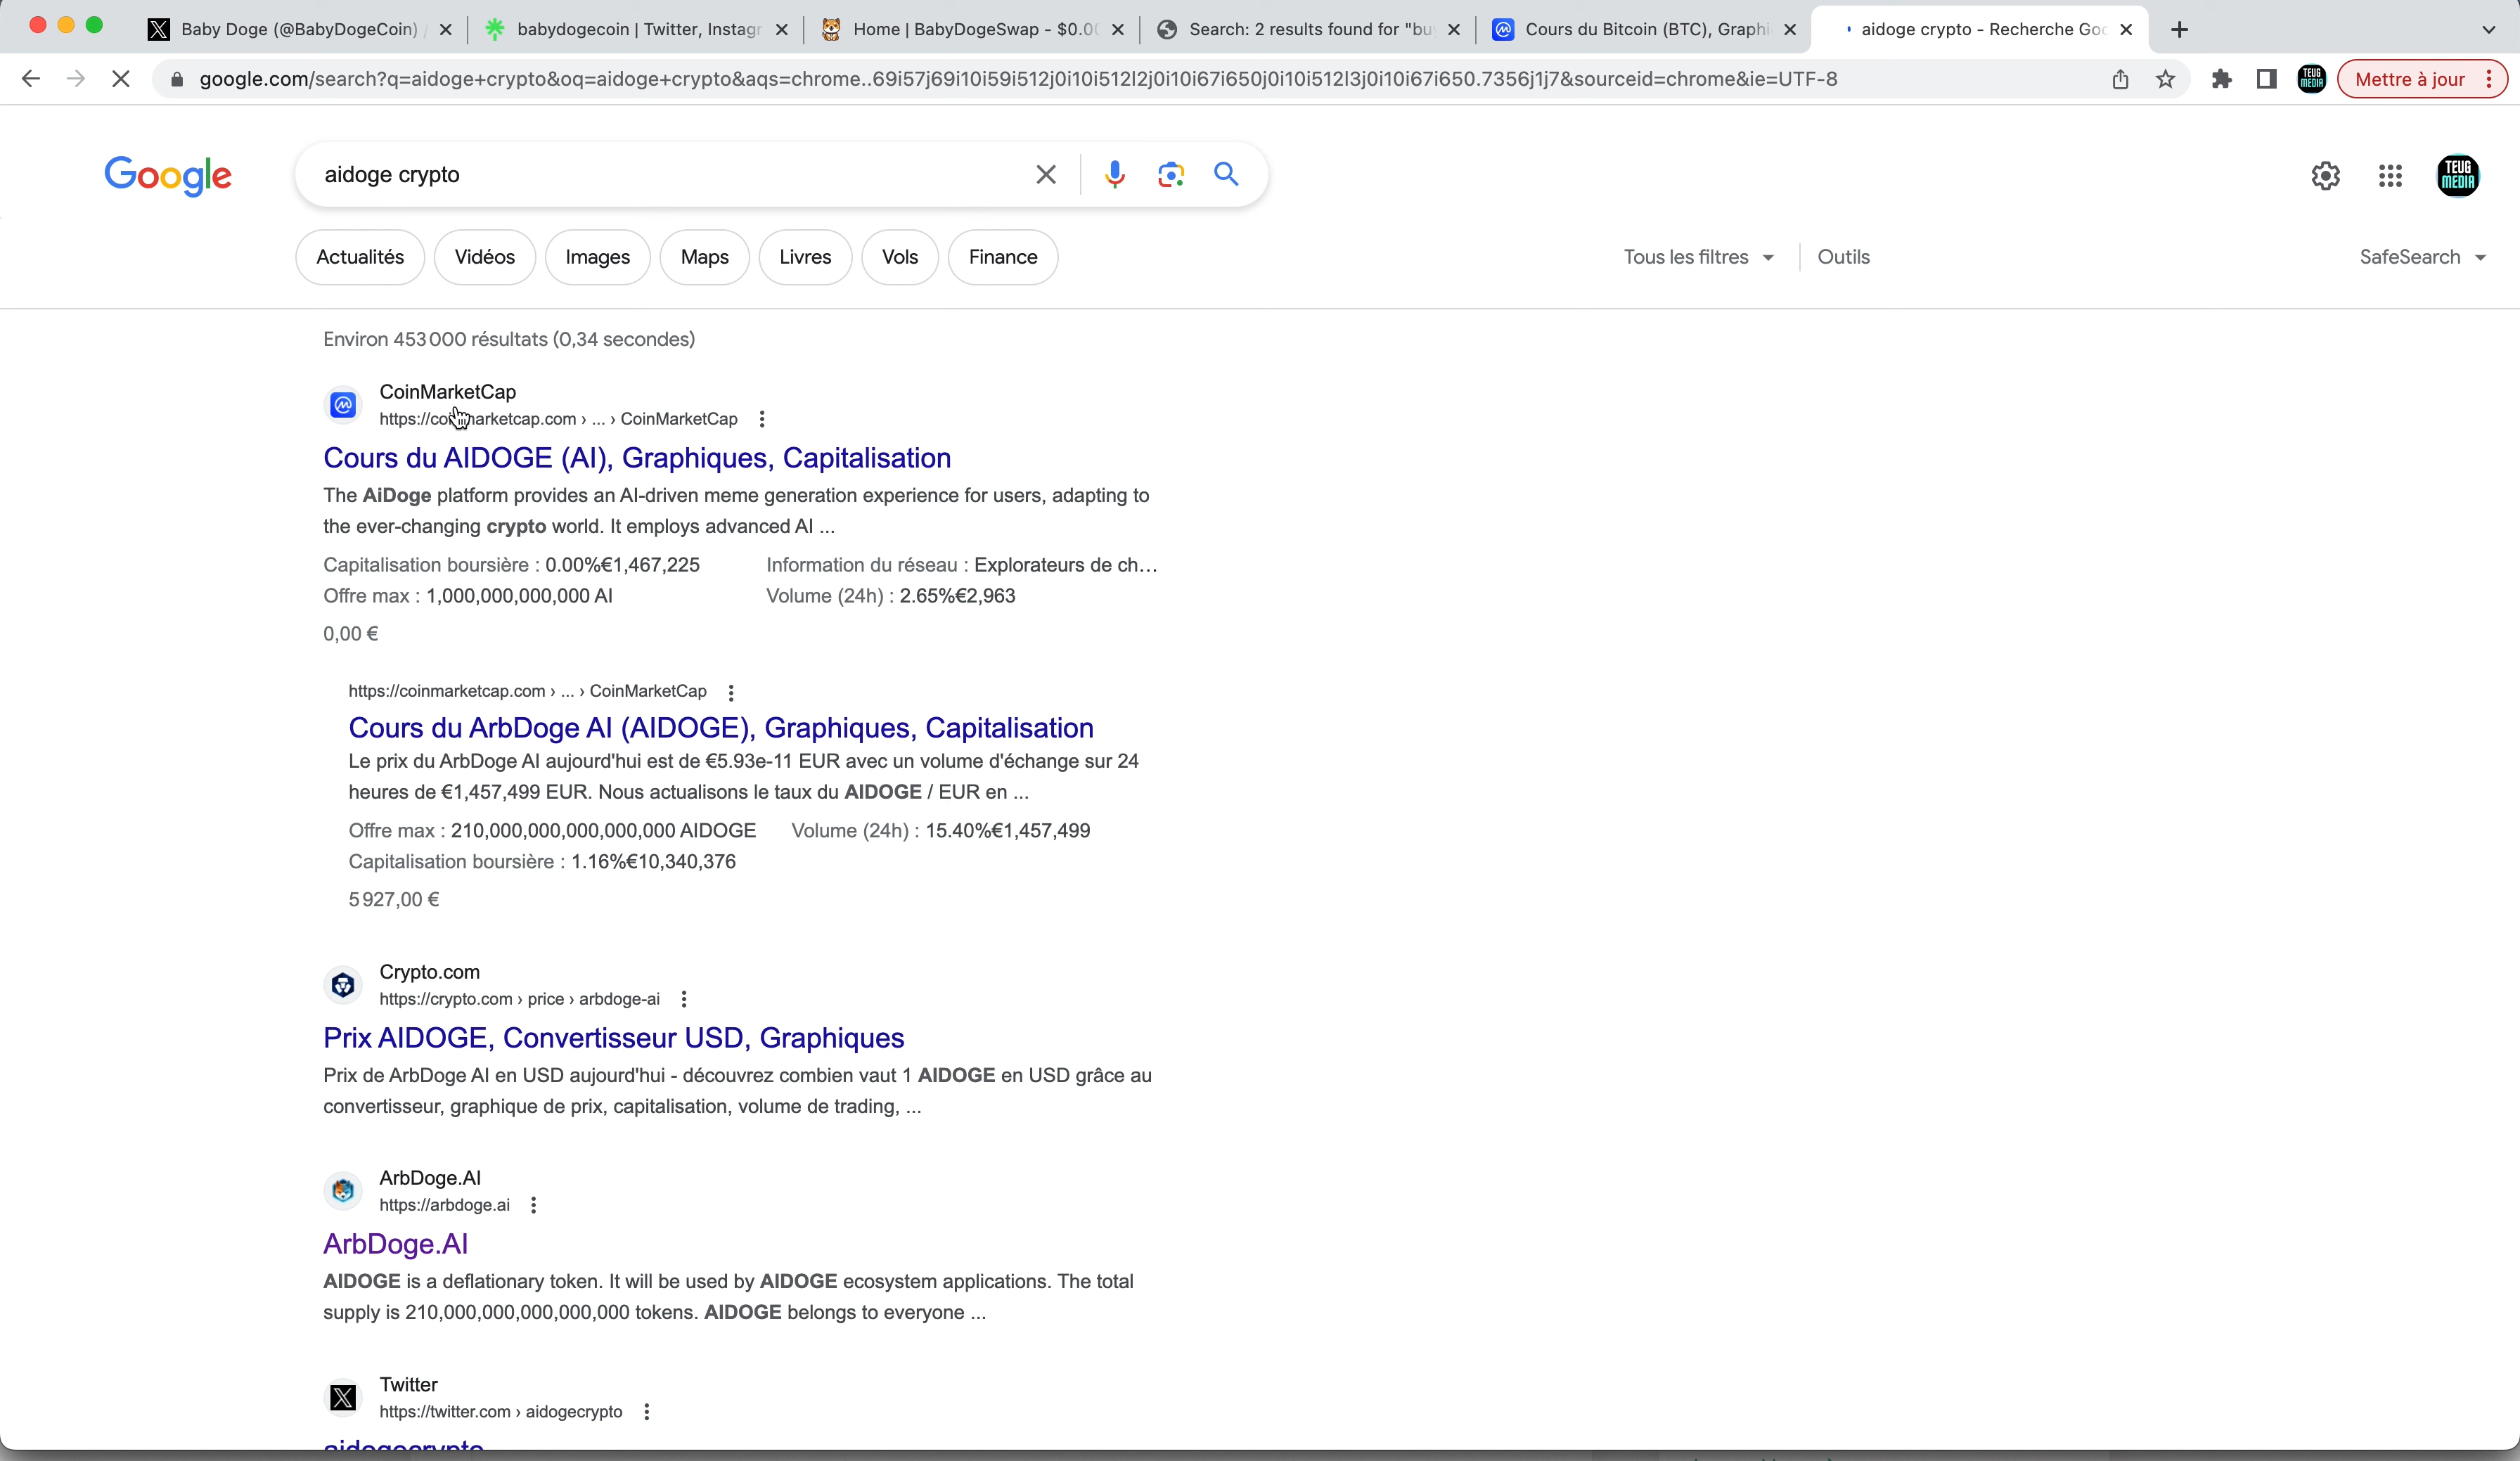 Baby Doge (@BabyDogeCoin) /
babydogecoin | Twitter, Instagr
Home | BabyDogeSwap - $0.00
Search: 2 results found for "bu
Cours du Bitcoin (BTC), Graphi
aidoge crypto - Recherche Goo
google.com/search?q=aidoge+crypto&oq=aidoge+crypto&aqs=chrome..69i57j69i10i59i512j0i10i512l2j0i10i67i650j0i10i512l3j0i10i67i650.7356j1j7&sourceid=chrome&ie=UTF-8
TEUG MEDIA
Mettre à jour
Google
aidoge crypto
TEUG
MEDIA
Actualités
Vidéos
Images
Maps
Livres
Vols
Finance
Tous les filtres
Outils
SafeSearch
Environ 453 000 résultats (0,34 secondes)
CoinMarketCap
https://coinmarketcap.com › ... › CoinMarketCap
Cours du AIDOGE (AI), Graphiques, Capitalisation
The AiDoge platform provides an AI-driven meme generation experience for users, adapting to
the ever-changing crypto world. It employs advanced AI ...
Capitalisation boursière : 0.00%€1,467,225
Information du réseau : Explorateurs de ch...
Offre max : 1,000,000,000,000 AI
Volume (24h) : 2.65%€2,963
0,00 €
https://coinmarketcap.com › ... › CoinMarketCap
Cours du ArbDoge AI (AIDOGE), Graphiques, Capitalisation
Le prix du ArbDoge AI aujourd'hui est de €5.93e-11 EUR avec un volume d'échange sur 24
heures de €1,457,499 EUR. Nous actualisons le taux du AIDOGE / EUR en ...
Offre max : 210,000,000,000,000,000 AIDOGE
Volume (24h) : 15.40%€1,457,499
Capitalisation boursière : 1.16%€10,340,376
5 927,00 €
Crypto.com
https://crypto.com › price › arbdoge-ai
Prix AIDOGE, Convertisseur USD, Graphiques
Prix de ArbDoge AI en USD aujourd'hui - découvrez combien vaut 1 AIDOGE en USD grâce au
convertisseur, graphique de prix, capitalisation, volume de trading, ...
ArbDoge.AI
https://arbdoge.ai
ArbDoge.AI
AIDOGE is a deflationary token. It will be used by AIDOGE ecosystem applications. The total
supply is 210,000,000,000,000,000 tokens. AIDOGE belongs to everyone ...
Twitter
https://twitter.com › aidogecrypto
aidogecrypto